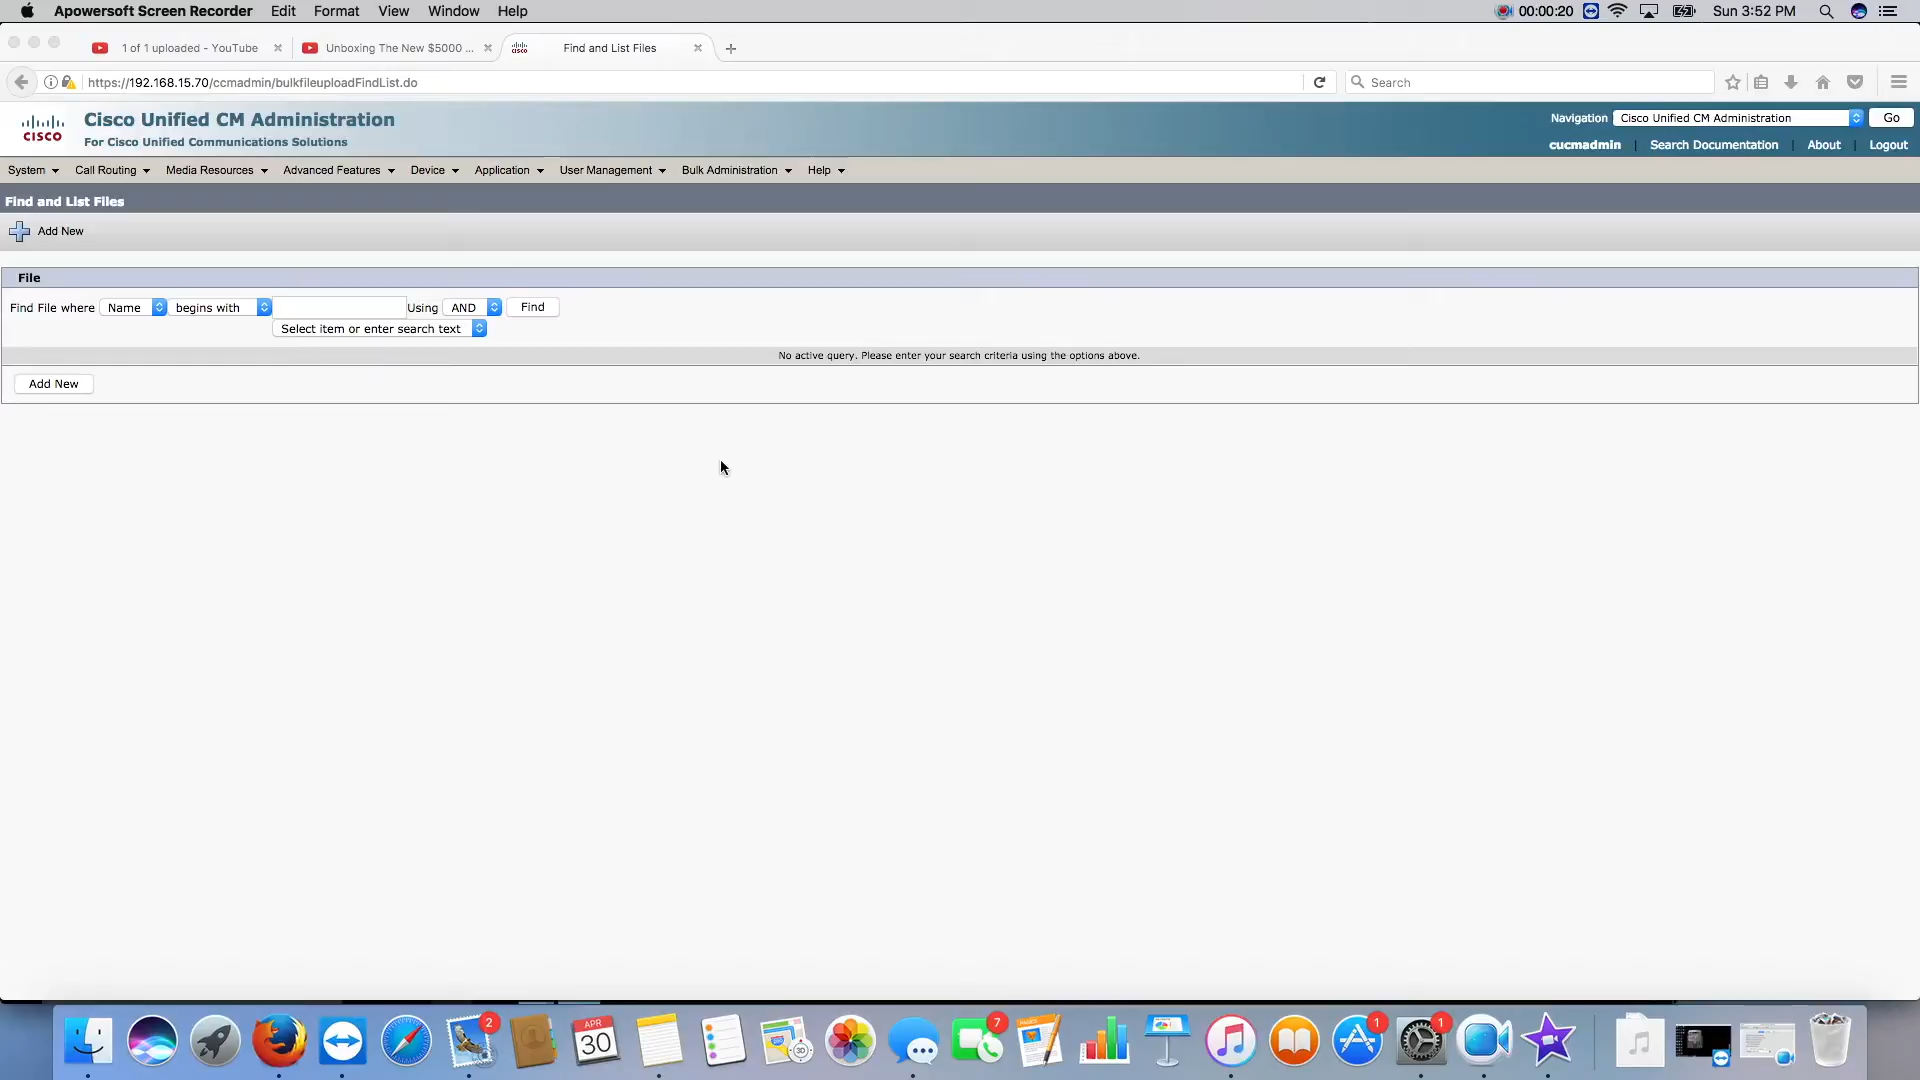 Apowersoft Screen Recorder Edit Format View Window Help 00:00:20 Sun 3:52 PM
1 of 1 uploaded - YouTube Unboxing The New $5000 ... Find and List Files
https://192.168.15.70/ccmadmin/bulkfileuploadFindList.do Search
CISCO Cisco Unified CM Administration Navigation Cisco Unified CM Administration Go
For Cisco Unified Communications Solutions cucmadmin | Search Documentation | About | Logout
System Call Routing Media Resources Advanced Features Device Application User Management Bulk Administration Help
Find and List Files
Add New
File
Find File where Name begins with Using AND Find
Select item or enter search text
No active query. Please enter your search criteria using the options above.
Add New
2 APR 30 7 1 1